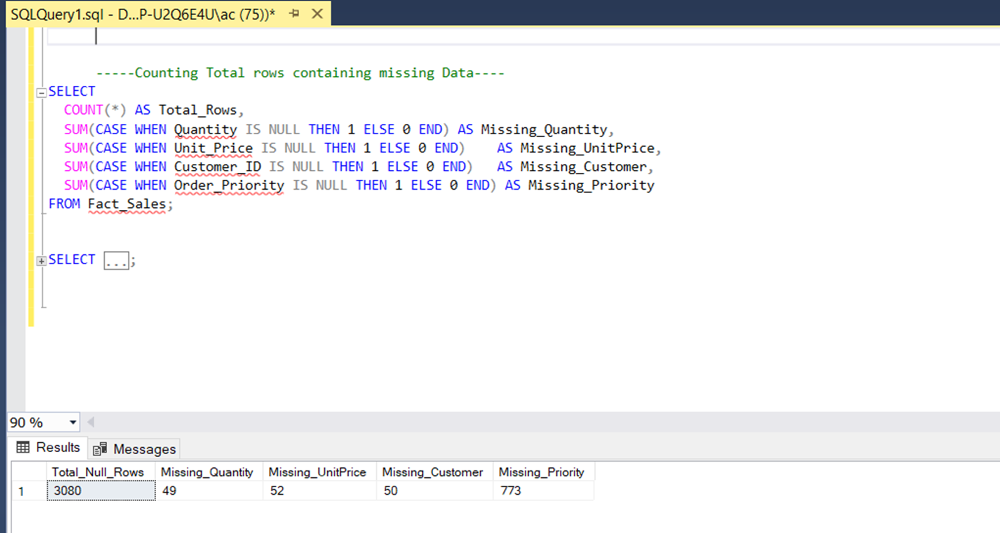 SQLQuery1.sql - D...P-U2Q6E4U\ac (75))*
-----Counting Total rows containing missing Data----
SELECT
COUNT(*) AS Total_Rows,
SUM(CASE WHEN Quantity IS NULL THEN 1 ELSE 0 END) AS Missing_Quantity,
SUM(CASE WHEN Unit_Price IS NULL THEN 1 ELSE 0 END)    AS Missing_UnitPrice,
SUM(CASE WHEN Customer_ID IS NULL THEN 1 ELSE 0 END)   AS Missing_Customer,
SUM(CASE WHEN Order_Priority IS NULL THEN 1 ELSE 0 END) AS Missing_Priority
FROM Fact_Sales;
SELECT ...;
90 %
Results Messages
Total_Null_Rows Missing_Quantity Missing_UnitPrice Missing_Customer Missing_Priority
1 3080 49 52 50 773